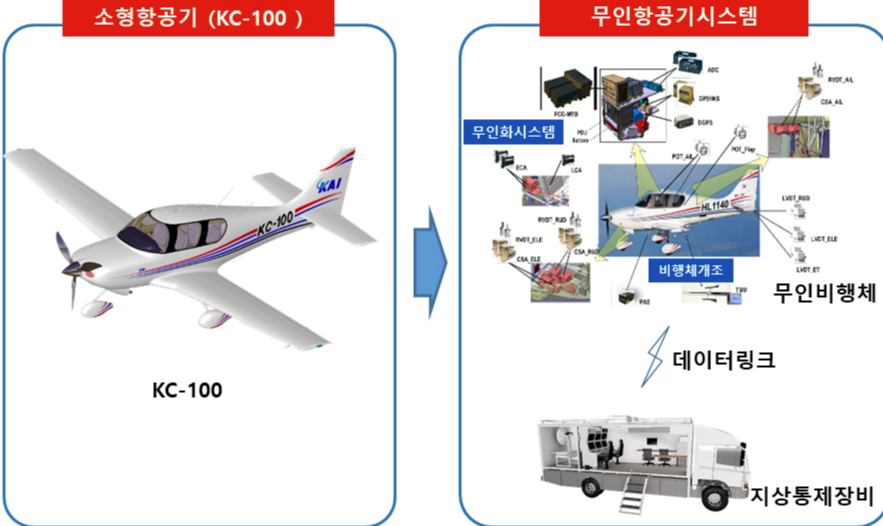 소형항공기 (KC-100 )
KAI
KC-100
KC-100
무인항공기시스템
ADC
FCC-MTB
GPS/INS
DGPS
PDU
Battery
RVDT_AIL
CSA_AIL
무인화시스템
ECA
LCA
POT_AIL
POT_Flap
HL1140
LVDT_RUD
LVDT_ELE
LVDT_ET
RVDT_RUD
RVDT_ELE
CSA_RUD
CSA_ELE
비행체개조
PAS
무인비행체
데이터링크
지상통제장비